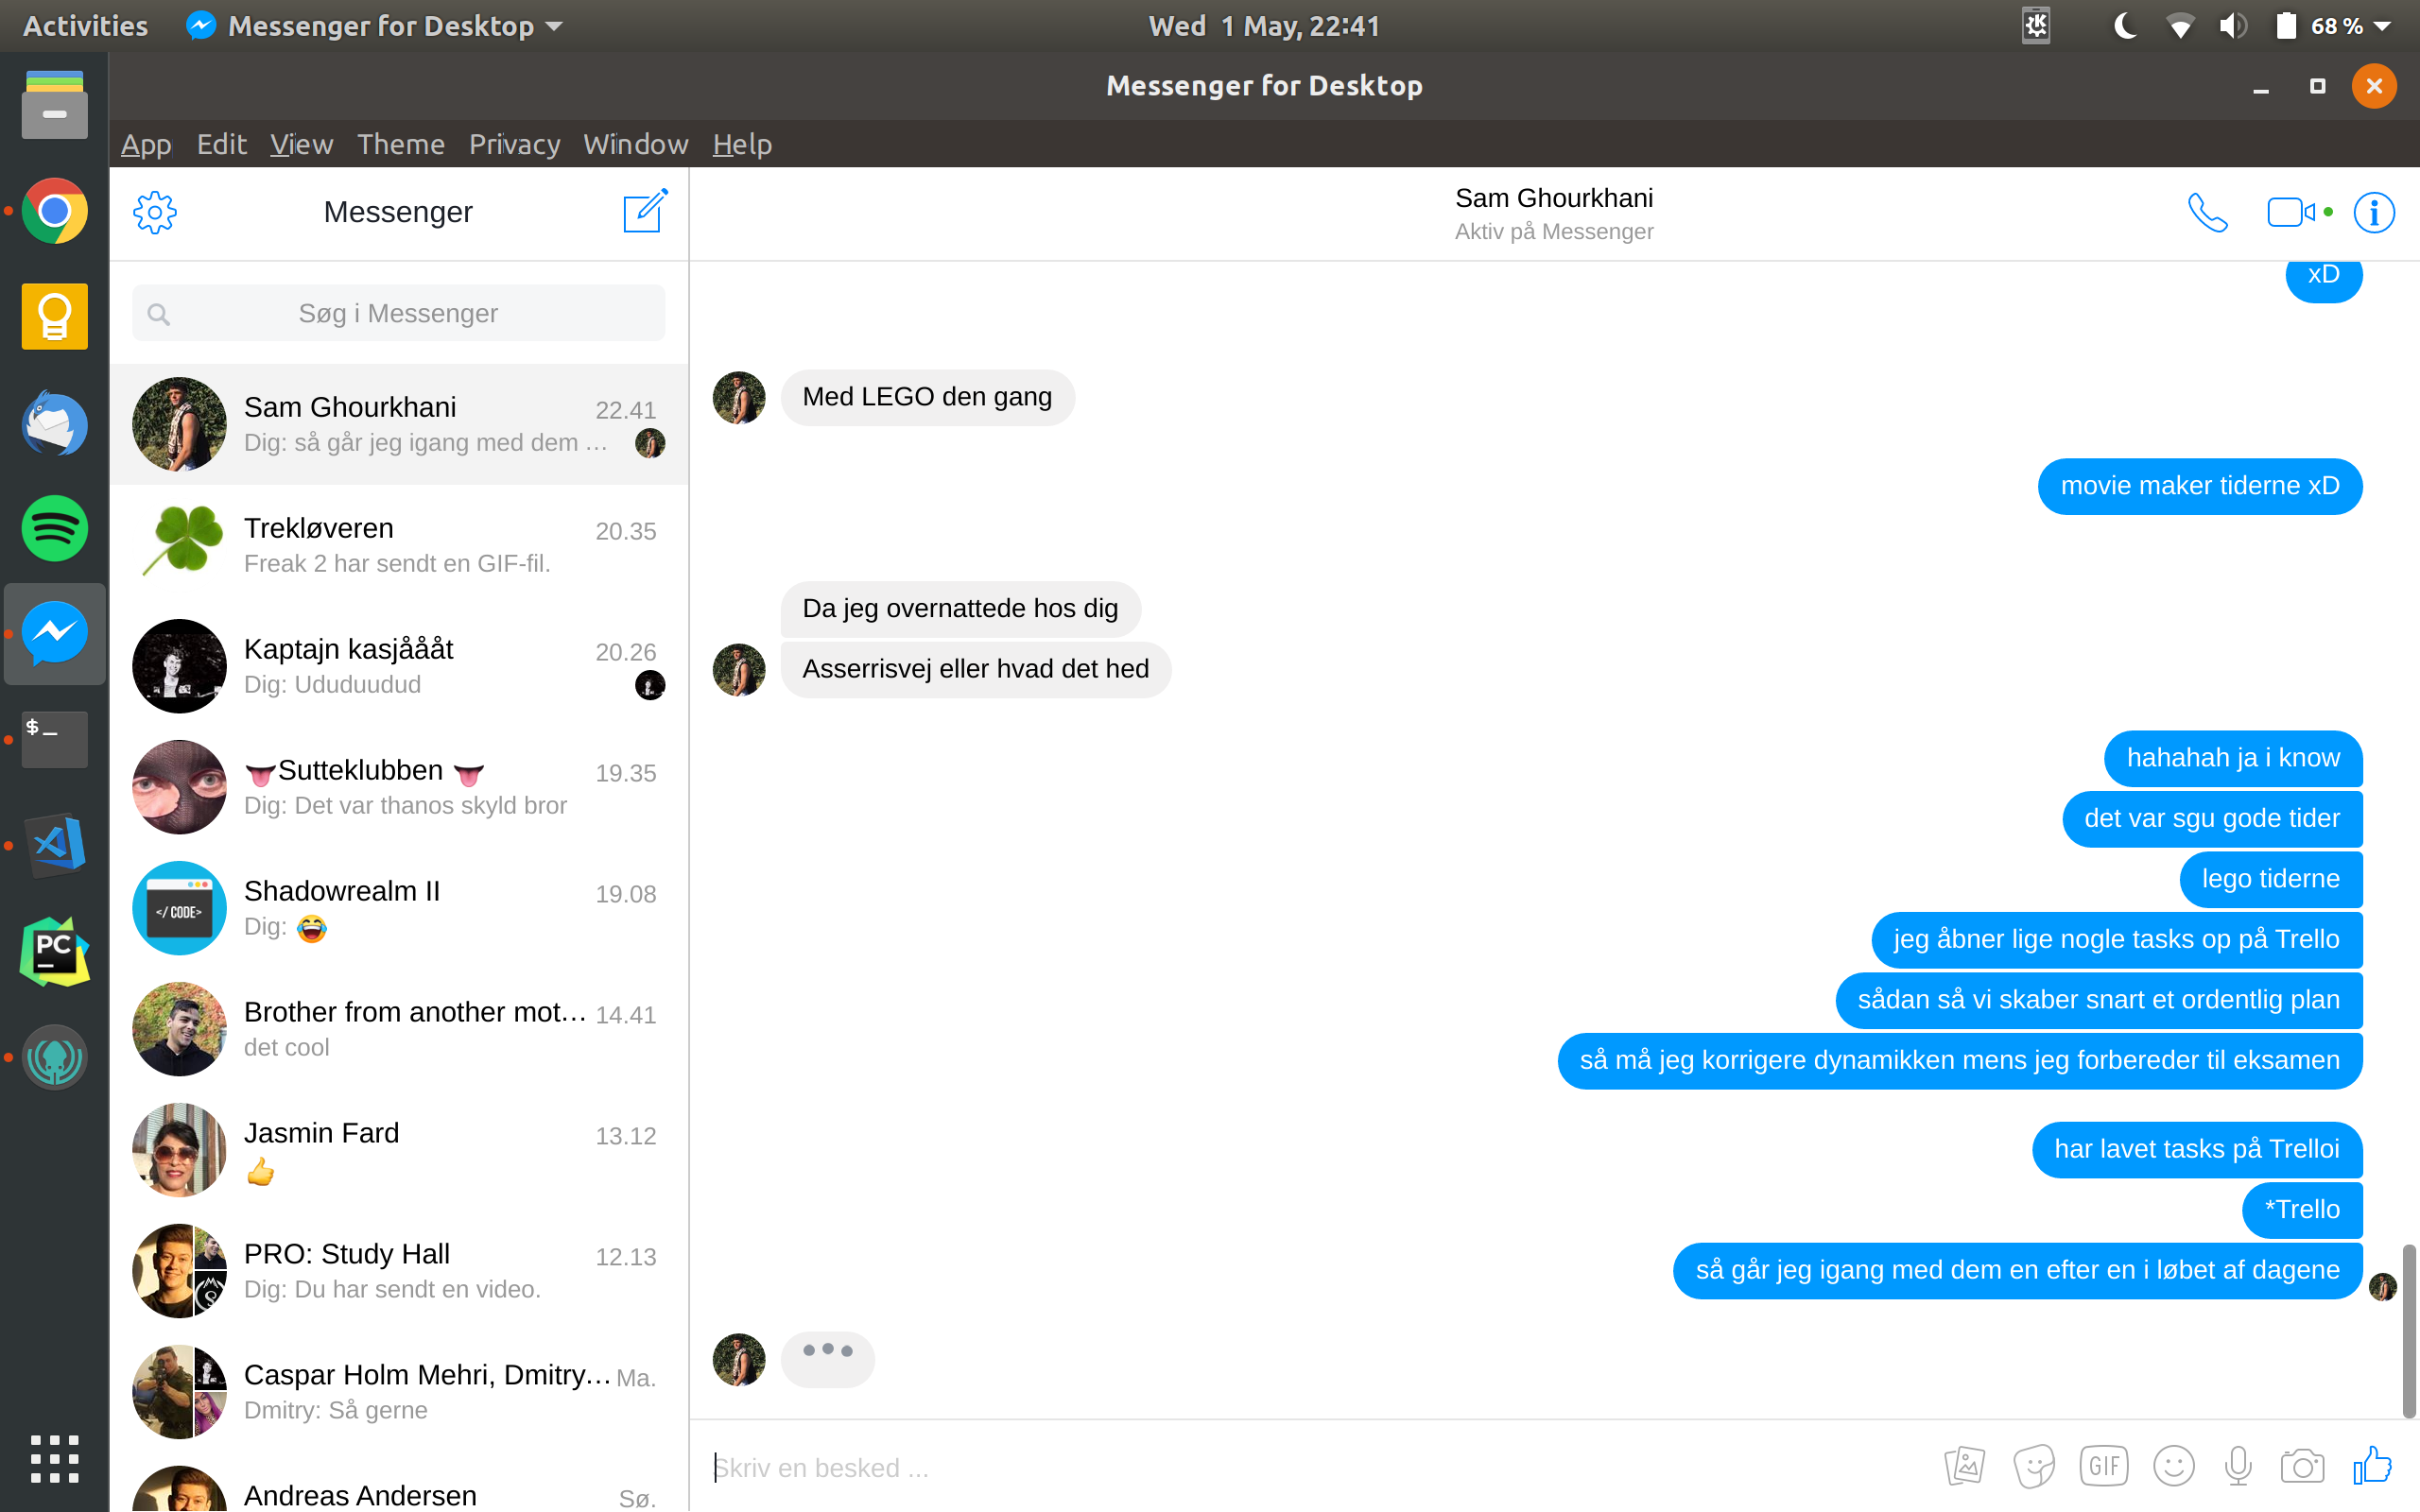 Activities
Messenger for Desktop
Wed 1 May, 22:41
68 %
Messenger for Desktop
App Edit View Theme Privacy Window Help
Messenger
Søg i Messenger
Sam Ghourkhani 22.41
Dig: så går jeg igang med dem ...
Trekløveren 20.35
Freak 2 har sendt en GIF-fil.
Kaptajn kasjåååt 20.26
Dig: Ududuudud
👅Sutteklubben 👅 19.35
Dig: Det var thanos skyld bror
</ CODE>
Shadowrealm II 19.08
Dig: 😂
Brother from another mot... 14.41
det cool
Jasmin Fard 13.12
👍
PRO: Study Hall 12.13
Dig: Du har sendt en video.
Caspar Holm Mehri, Dmitry... Ma.
Dmitry: Så gerne
Andreas Andersen Sø.
$_
PC
Sam Ghourkhani
Aktiv på Messenger
xD
Med LEGO den gang
movie maker tiderne xD
Da jeg overnattede hos dig
Asserrisvej eller hvad det hed
hahahah ja i know
det var sgu gode tider
lego tiderne
jeg åbner lige nogle tasks op på Trello
sådan så vi skaber snart et ordentlig plan
så må jeg korrigere dynamikken mens jeg forbereder til eksamen
har lavet tasks på Trelloi
*Trello
så går jeg igang med dem en efter en i løbet af dagene
Skriv en besked ...
GIF